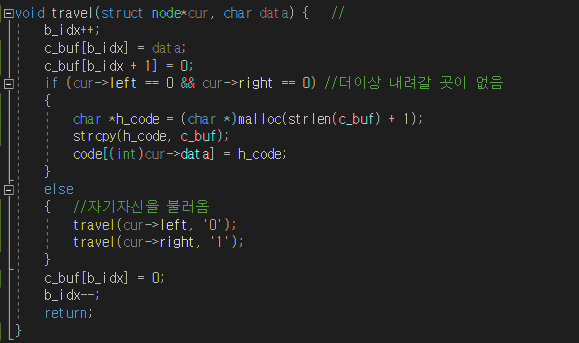 void travel(struct node*cur, char data) {   //
    b_idx++;
    c_buf[b_idx] = data;
    c_buf[b_idx + 1] = 0;
    if (cur->left == 0 && cur->right == 0) //더이상 내려갈 곳이 없음
    {
        char *h_code = (char *)malloc(strlen(c_buf) + 1);
        strcpy(h_code, c_buf);
        code[(int)cur->data] = h_code;
    }
    else
    {   //자기자신을 불러옴
        travel(cur->left, '0');
        travel(cur->right, '1');
    }
    c_buf[b_idx] = 0;
    b_idx--;
    return;
}